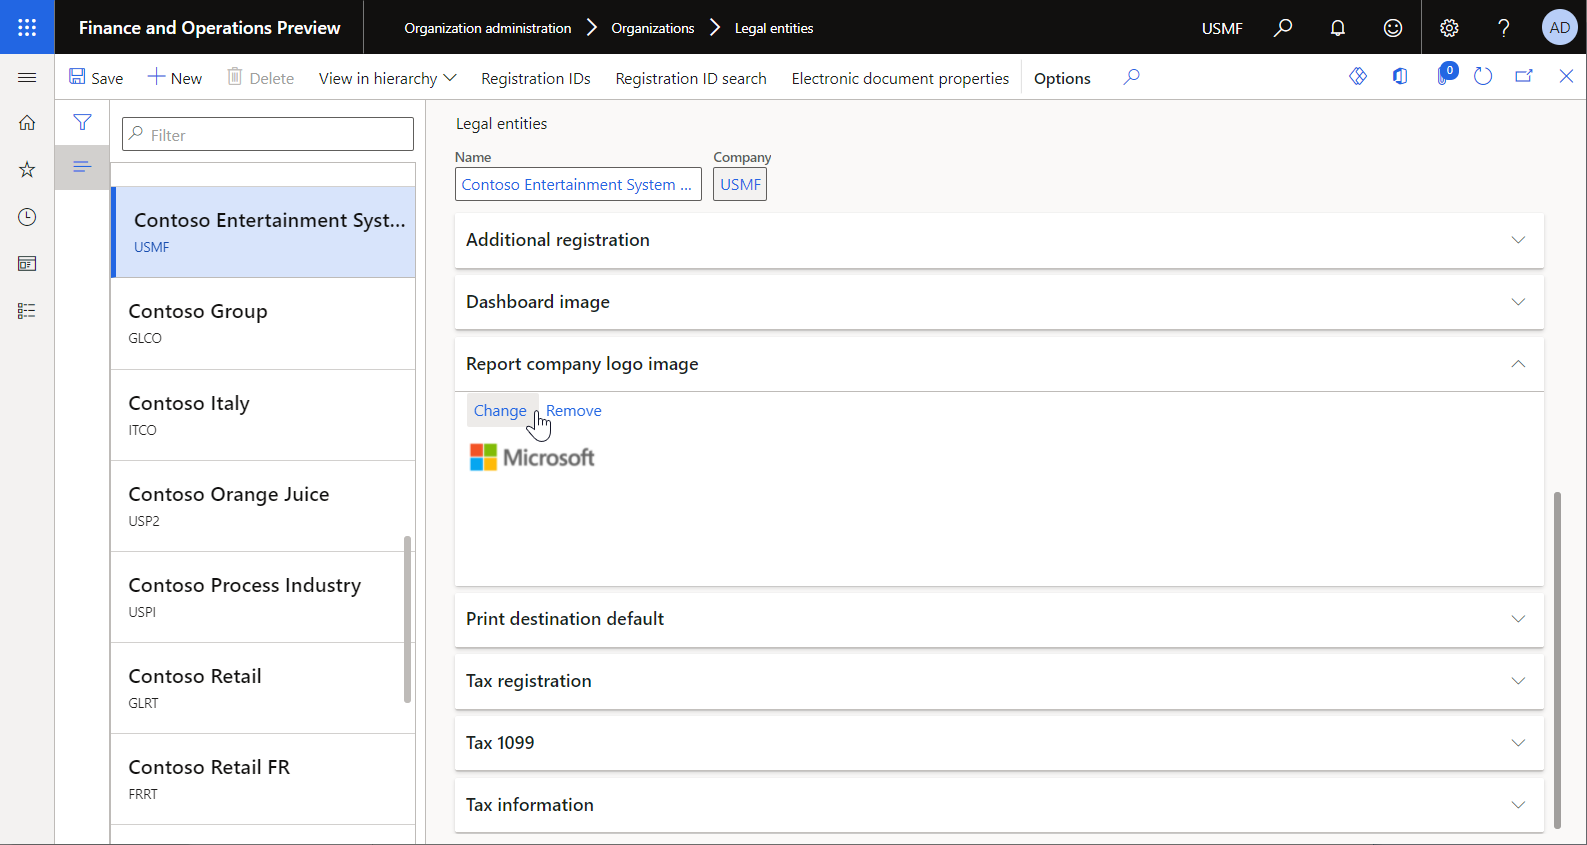 Finance and Operations Preview
Organization administration
Organizations
Legal entities
USMF
AD
Save
New
Delete
View in hierarchy
Registration IDs
Registration ID search
Electronic document properties
Options
0
Filter
Contoso Entertainment Syst...
USMF
Contoso Group
GLCO
Contoso Italy
ITCO
Contoso Orange Juice
USP2
Contoso Process Industry
USPI
Contoso Retail
GLRT
Contoso Retail FR
FRRT
Legal entities
Name
Company
Contoso Entertainment System ...
USMF
Additional registration
Dashboard image
Report company logo image
Change
Remove
Microsoft
Print destination default
Tax registration
Tax 1099
Tax information